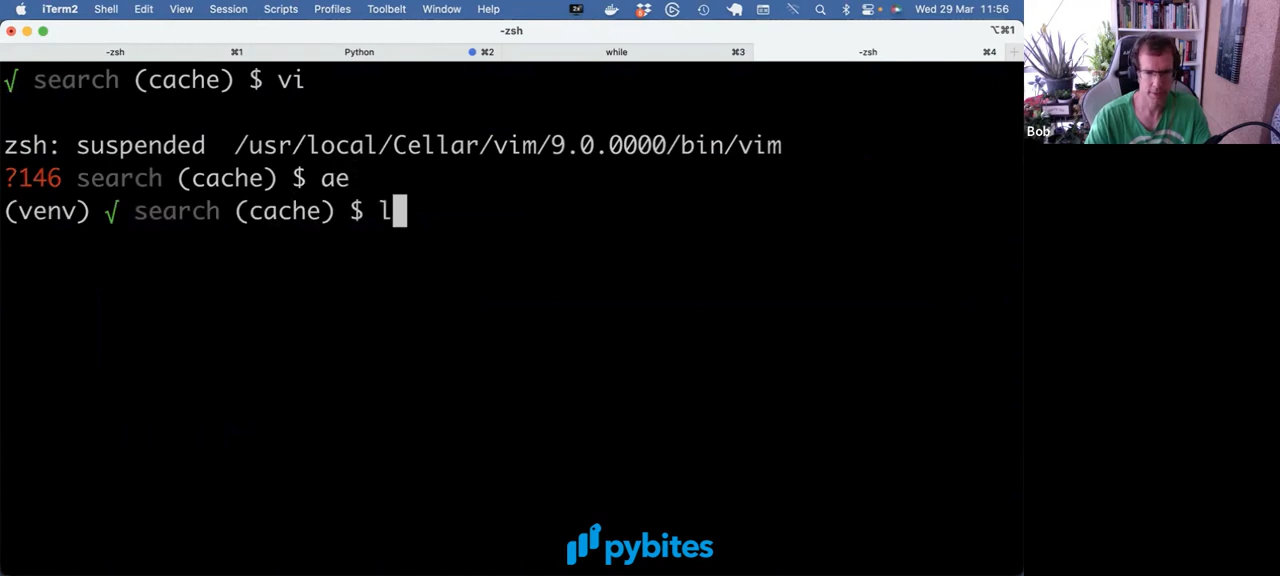 iTerm2 Shell Edit View Session Scripts Profiles Toolbelt Window Help Wed 29 Mar 11:56
-zsh ⌥⌘1
-zsh ⌘1 Python ⌘2 while ⌘3 -zsh ⌘4
√ search (cache) $ vi
zsh: suspended /usr/local/Cellar/vim/9.0.0000/bin/vim
?146 search (cache) $ ae
(venv) √ search (cache) $ l
Bob
pybites